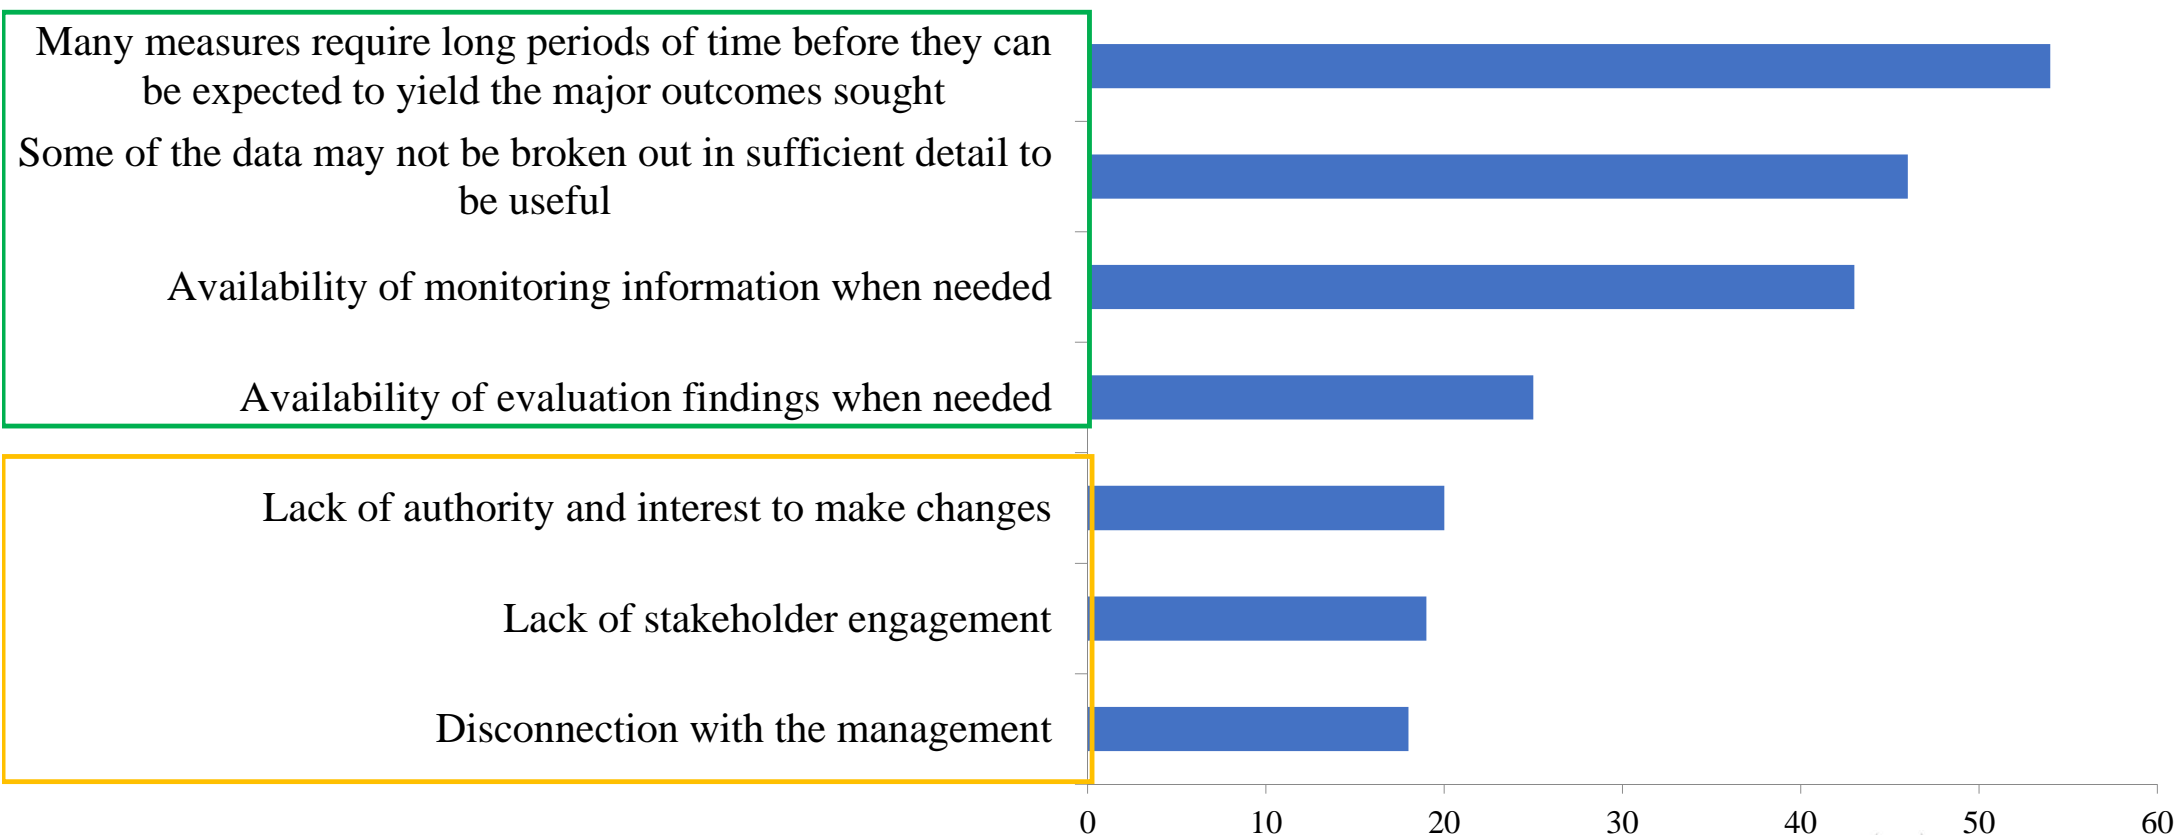 Many measures require long periods of time before they can
be expected to yield the major outcomes sought
Some of the data may not be broken out in sufficient detail to
be useful
Availability of monitoring information when needed
Availability of evaluation findings when needed
Lack of authority and interest to make changes
Lack of stakeholder engagement
Disconnection with the management
0 10 20 30 40 50 60